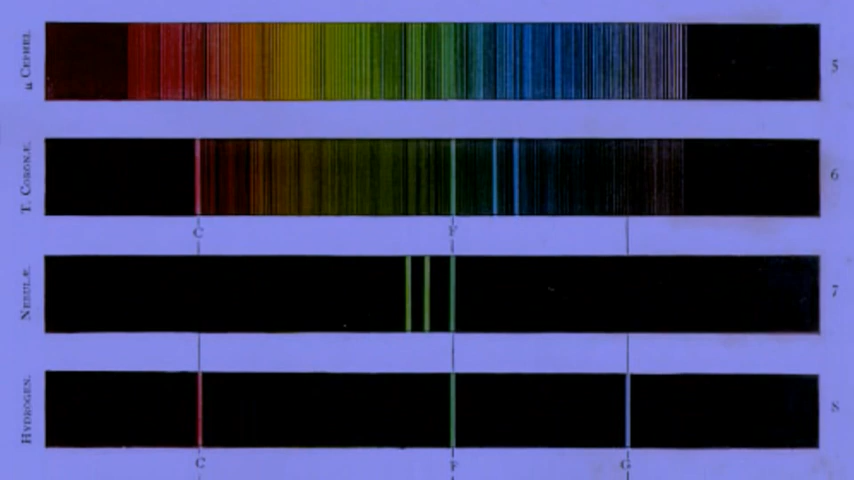 μ CEPHEI.
5
T. CORONÆ.
6
C F
NEBULÆ.
7
HYDROGEN.
8
C F G